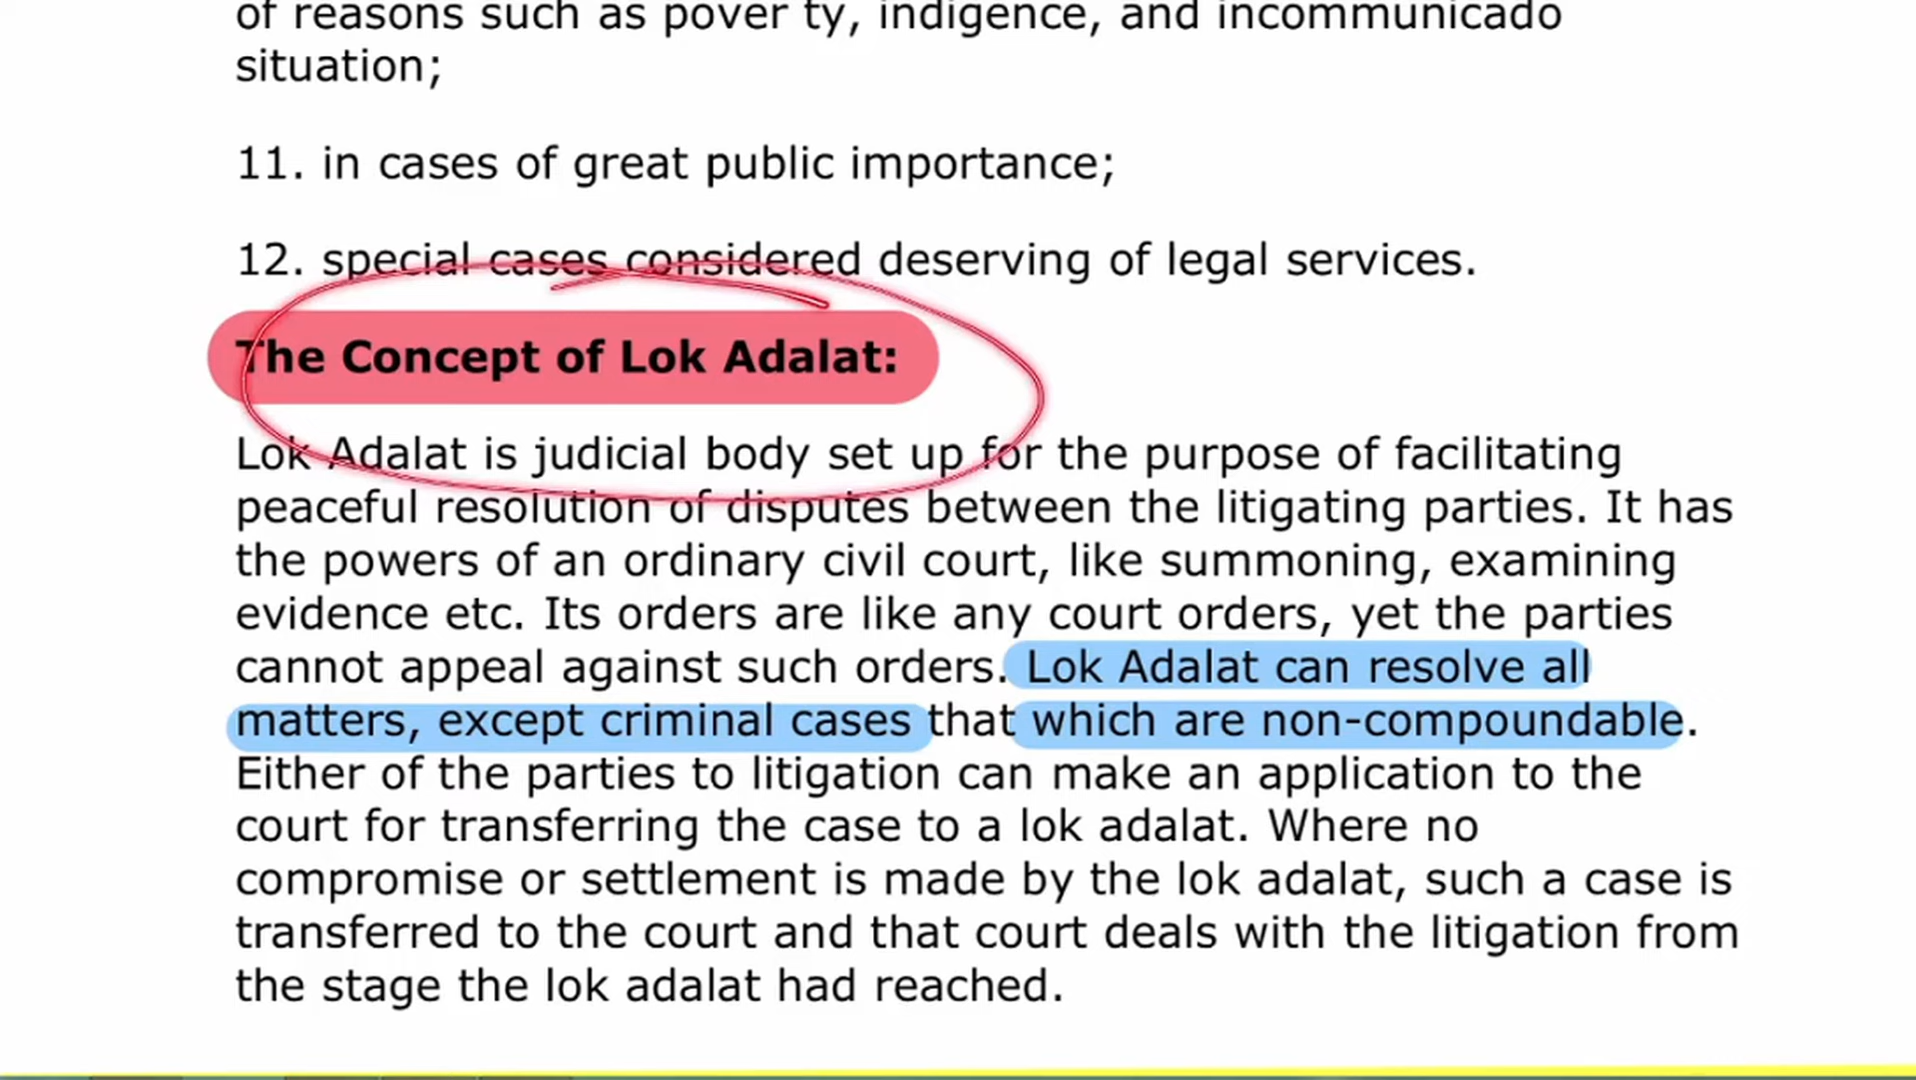 of reasons such as pover ty, indigence, and incommunicado
situation;
11. in cases of great public importance;
12. special cases considered deserving of legal services.
The Concept of Lok Adalat:
Lok Adalat is judicial body set up for the purpose of facilitating
peaceful resolution of disputes between the litigating parties. It has
the powers of an ordinary civil court, like summoning, examining
evidence etc. Its orders are like any court orders, yet the parties
cannot appeal against such orders. Lok Adalat can resolve all
matters, except criminal cases that which are non-compoundable.
Either of the parties to litigation can make an application to the
court for transferring the case to a lok adalat. Where no
compromise or settlement is made by the lok adalat, such a case is
transferred to the court and that court deals with the litigation from
the stage the lok adalat had reached.